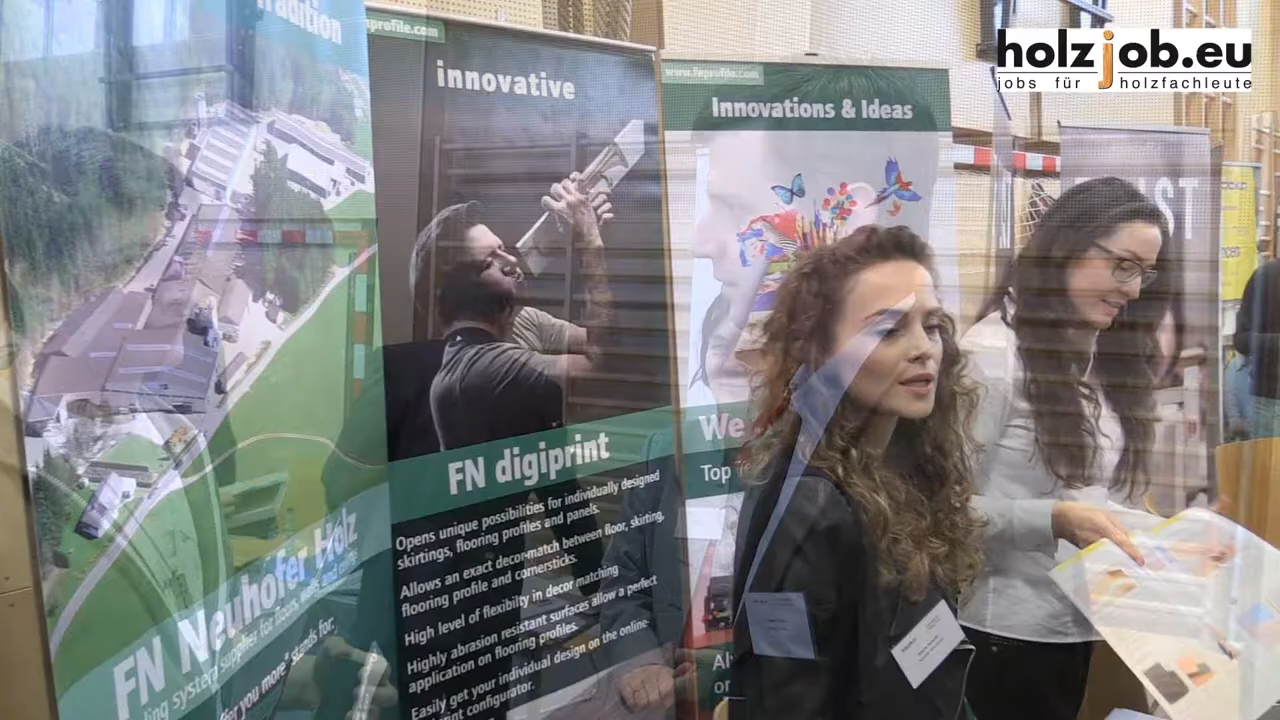 holzjob.eu
jobs für holzfachleute
Tradition
innovative
www.fnprofile.com
Innovations & Ideas
FN Neuhofer Holz
FN digiprint
Opens unique possibilities for individually designed
skirtings, flooring profiles and panels.
Allows an exact decor-match between floor, skirting,
flooring profile and cornersticks.
High level of flexibilty in decor matching
Highly abrasion resistant surfaces allow a perfect
application on flooring profiles.
Easily get your individual design on the online-
configurator.
We
Top
stands for: